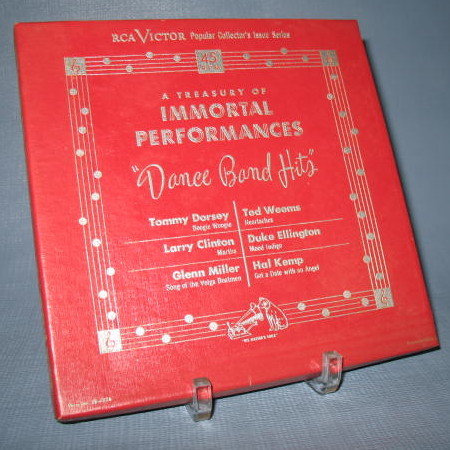 RCA VICTOR Popular Collector's Issue Series
45
A TREASURY OF
IMMORTAL
PERFORMANCES
"Dance Band Hits"
Tommy Dorsey
Boogie Woogie
Ted Weems
Heartaches
Larry Clinton
Martha
Duke Ellington
Mood Indigo
Glenn Miller
Song of the Volga Boatmen
Hal Kemp
Got a Date with an Angel
"HIS MASTER'S VOICE"